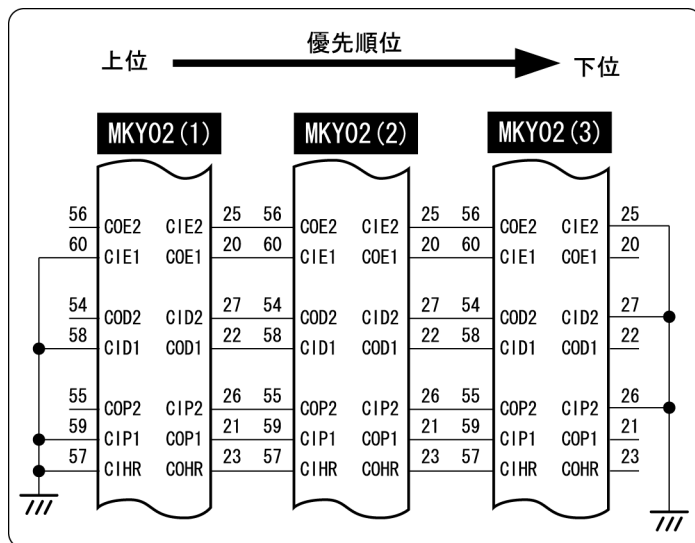 優先順位
上位 下位
MKY02(1) MKY02(2) MKY02(3)
56 COE2 CIE2 25 56 COE2 CIE2 25 56 COE2 CIE2 25
60 CIE1 COE1 20 60 CIE1 COE1 20 60 CIE1 COE1 20
54 COD2 CID2 27 54 COD2 CID2 27 54 COD2 CID2 27
58 CID1 COD1 22 58 CID1 COD1 22 58 CID1 COD1 22
55 COP2 CIP2 26 55 COP2 CIP2 26 55 COP2 CIP2 26
59 CIP1 COP1 21 59 CIP1 COP1 21 59 CIP1 COP1 21
57 CIHR COHR 23 57 CIHR COHR 23 57 CIHR COHR 23